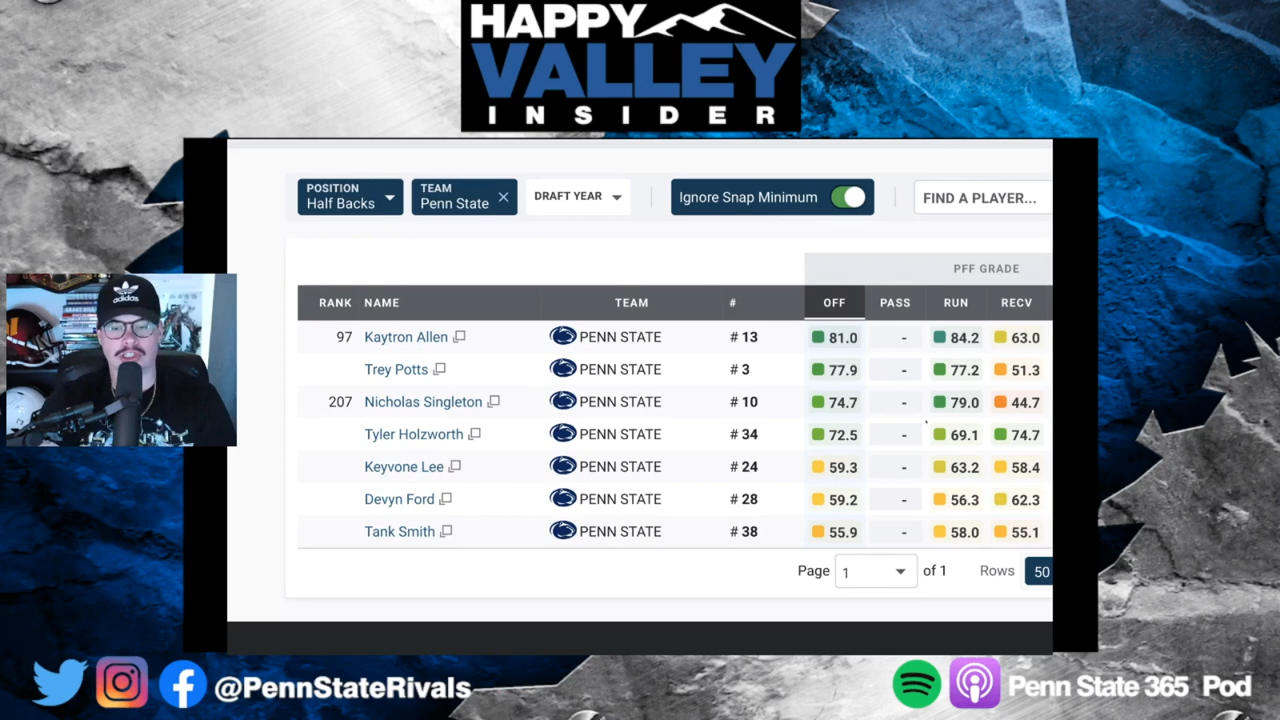 HAPPY
VALLEY
INSIDER
POSITION
Half Backs
TEAM
Penn State
DRAFT YEAR
Ignore Snap Minimum
FIND A PLAYER...
PFF GRADE
RANK NAME TEAM # OFF PASS RUN RECV
97 Kaytron Allen PENN STATE # 13 81.0 - 84.2 63.0
Trey Potts PENN STATE # 3 77.9 - 77.2 51.3
207 Nicholas Singleton PENN STATE # 10 74.7 - 79.0 44.7
Tyler Holzworth PENN STATE # 34 72.5 - 69.1 74.7
Keyvone Lee PENN STATE # 24 59.3 - 63.2 58.4
Devyn Ford PENN STATE # 28 59.2 - 56.3 62.3
Tank Smith PENN STATE # 38 55.9 - 58.0 55.1
Page 1 of 1 Rows 50
adidas
@PennStateRivals
Penn State 365 Pod